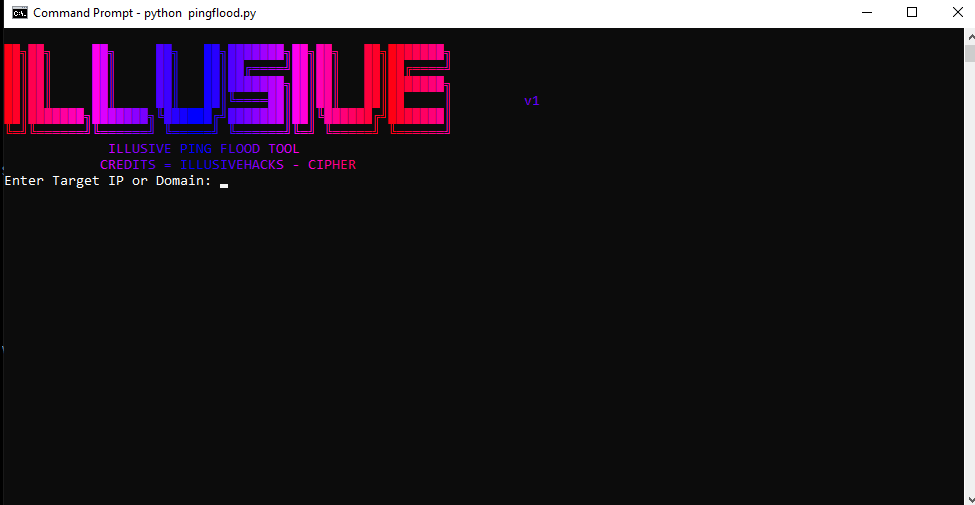 Command Prompt - python pingflood.py
ILLUSIVE
v1
ILLUSIVE PING FLOOD TOOL
CREDITS = ILLUSIVEHACKS - CIPHER
Enter Target IP or Domain: